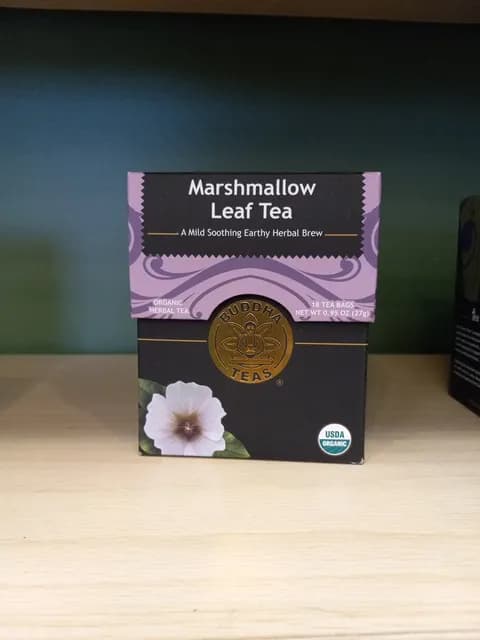 Marshmallow
Leaf Tea
A Mild Soothing Earthy Herbal Brew
ORGANIC
HERBAL TEA
18 TEA BAGS
NET WT 0.95 OZ (27g)
BUDDHA
TEAS
®
USDA
ORGANIC